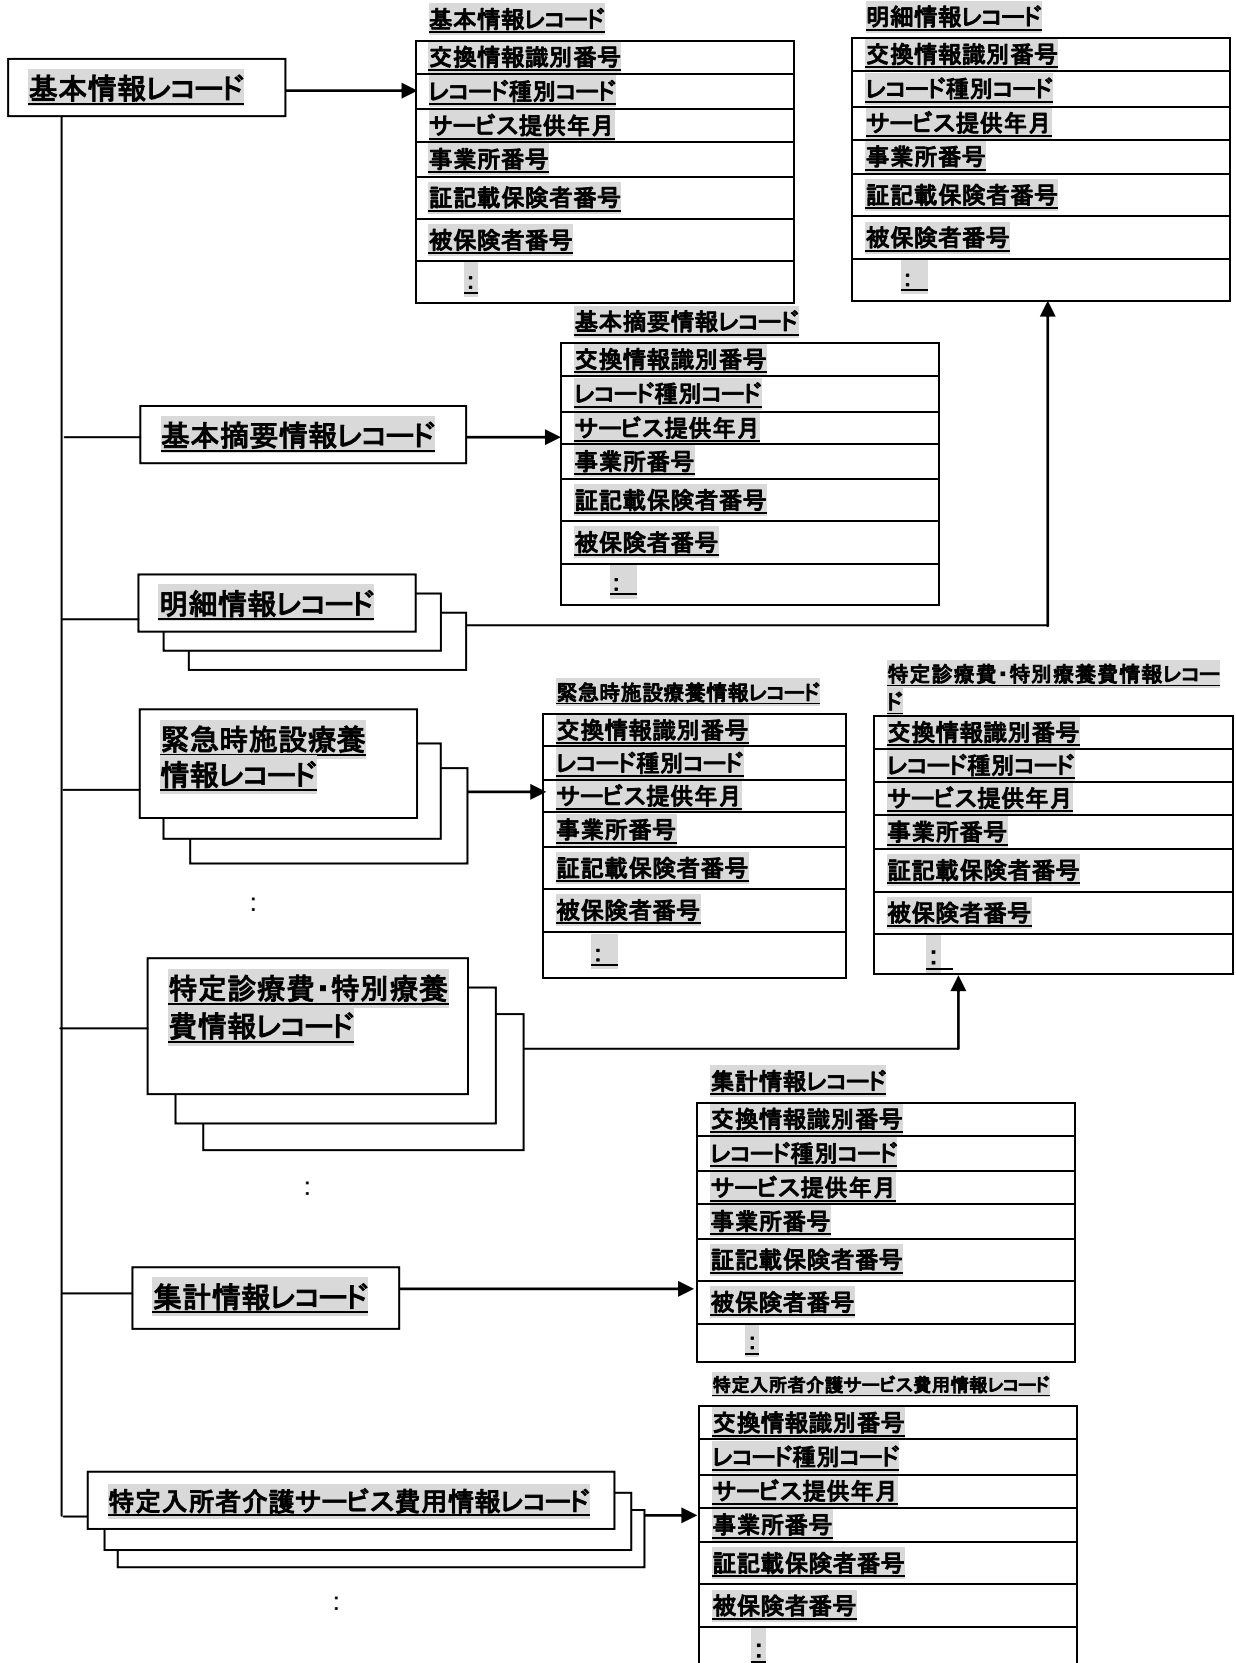 基本情報レコード
基本情報レコード
交換情報識別番号
レコード種別コード
サービス提供年月
事業所番号
証記載保険者番号
被保険者番号
：
明細情報レコード
交換情報識別番号
レコード種別コード
サービス提供年月
事業所番号
証記載保険者番号
被保険者番号
：
基本摘要情報レコード
基本摘要情報レコード
交換情報識別番号
レコード種別コード
サービス提供年月
事業所番号
証記載保険者番号
被保険者番号
：
明細情報レコード
緊急時施設療養
情報レコード
：
緊急時施設療養情報レコード
交換情報識別番号
レコード種別コード
サービス提供年月
事業所番号
証記載保険者番号
被保険者番号
：
特定診療費・特別療養費情報レコー
ド
交換情報識別番号
レコード種別コード
サービス提供年月
事業所番号
証記載保険者番号
被保険者番号
：
特定診療費・特別療養
費情報レコード
：
集計情報レコード
集計情報レコード
交換情報識別番号
レコード種別コード
サービス提供年月
事業所番号
証記載保険者番号
被保険者番号
：
特定入所者介護サービス費用情報レコード
特定入所者介護サービス費用情報レコード
交換情報識別番号
レコード種別コード
サービス提供年月
事業所番号
証記載保険者番号
被保険者番号
：
：